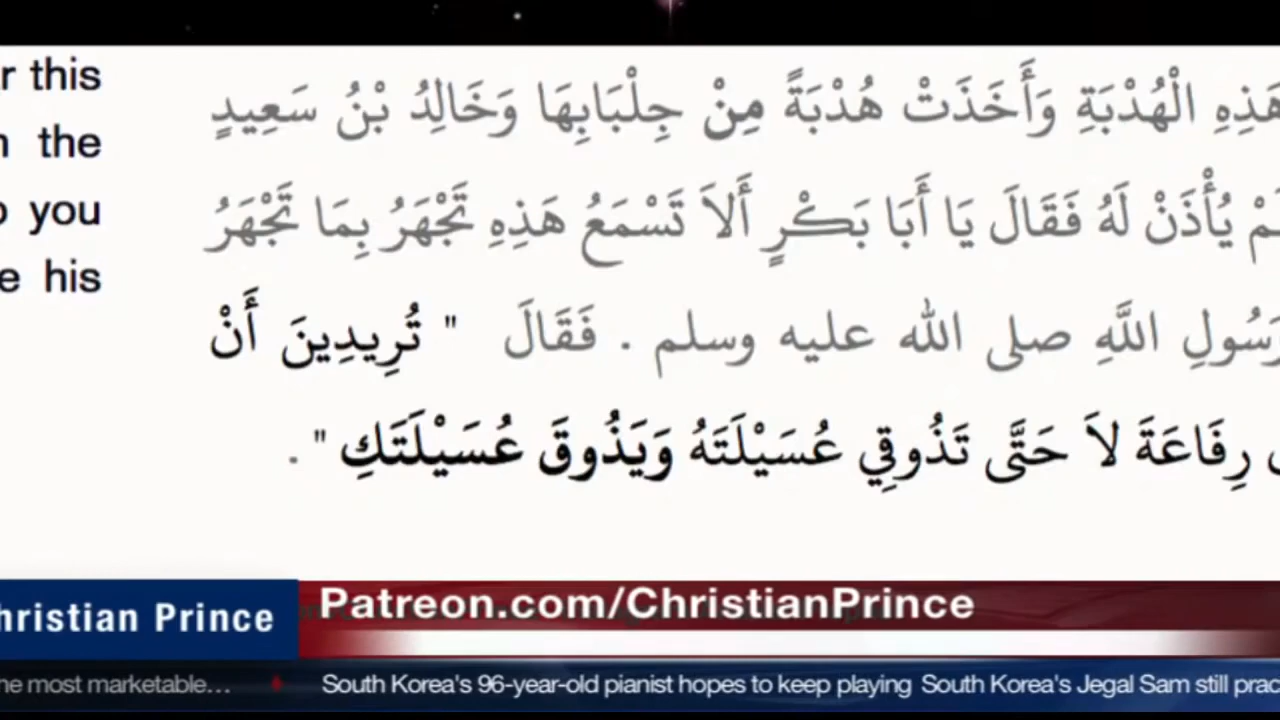 r this
the
you
his
هَذِهِ الْهُدْبَةِ وَأَخَذَتْ هُدْبَةً مِنْ جِلْبَابِهَا وَخَالِدُ بْنُ سَعِيدٍ
يُأْذَنْ لَهُ فَقَالَ يَا أَبَا بَكْرٍ أَلاَ تَسْمَعُ هَذِهِ تَجْهَرُ بِمَا تَجْهَرُ
رَسُولِ اللَّهِ صلى الله عليه وسلم . فَقَالَ " تُرِيدِينَ أَنْ
رِفَاعَةَ لاَ حَتَّى تَذُوقِي عُسَيْلَتَهُ وَيَذُوقَ عُسَيْلَتَكِ " .
hristian Prince
Patreon.com/ChristianPrince
he most marketable... ♦ South Korea's 96-year-old pianist hopes to keep playing South Korea's Jegal Sam still prac